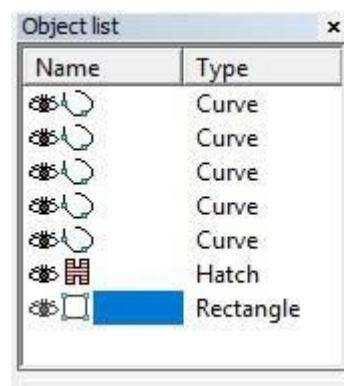 Object list x
Name Type
Curve
Curve
Curve
Curve
Curve
Hatch
Rectangle